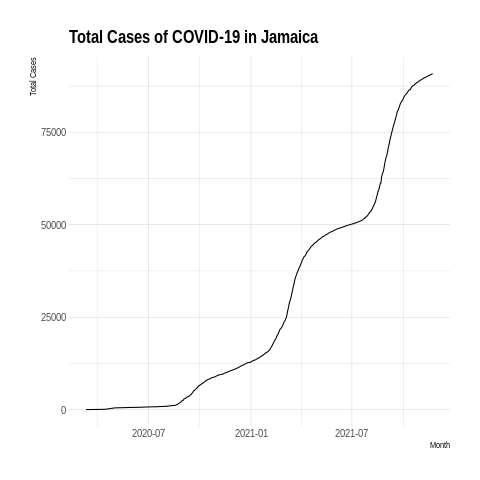 Total Cases of COVID-19 in Jamaica
Total Cases
75000
50000
25000
0
2020-07
2021-01
2021-07
Month